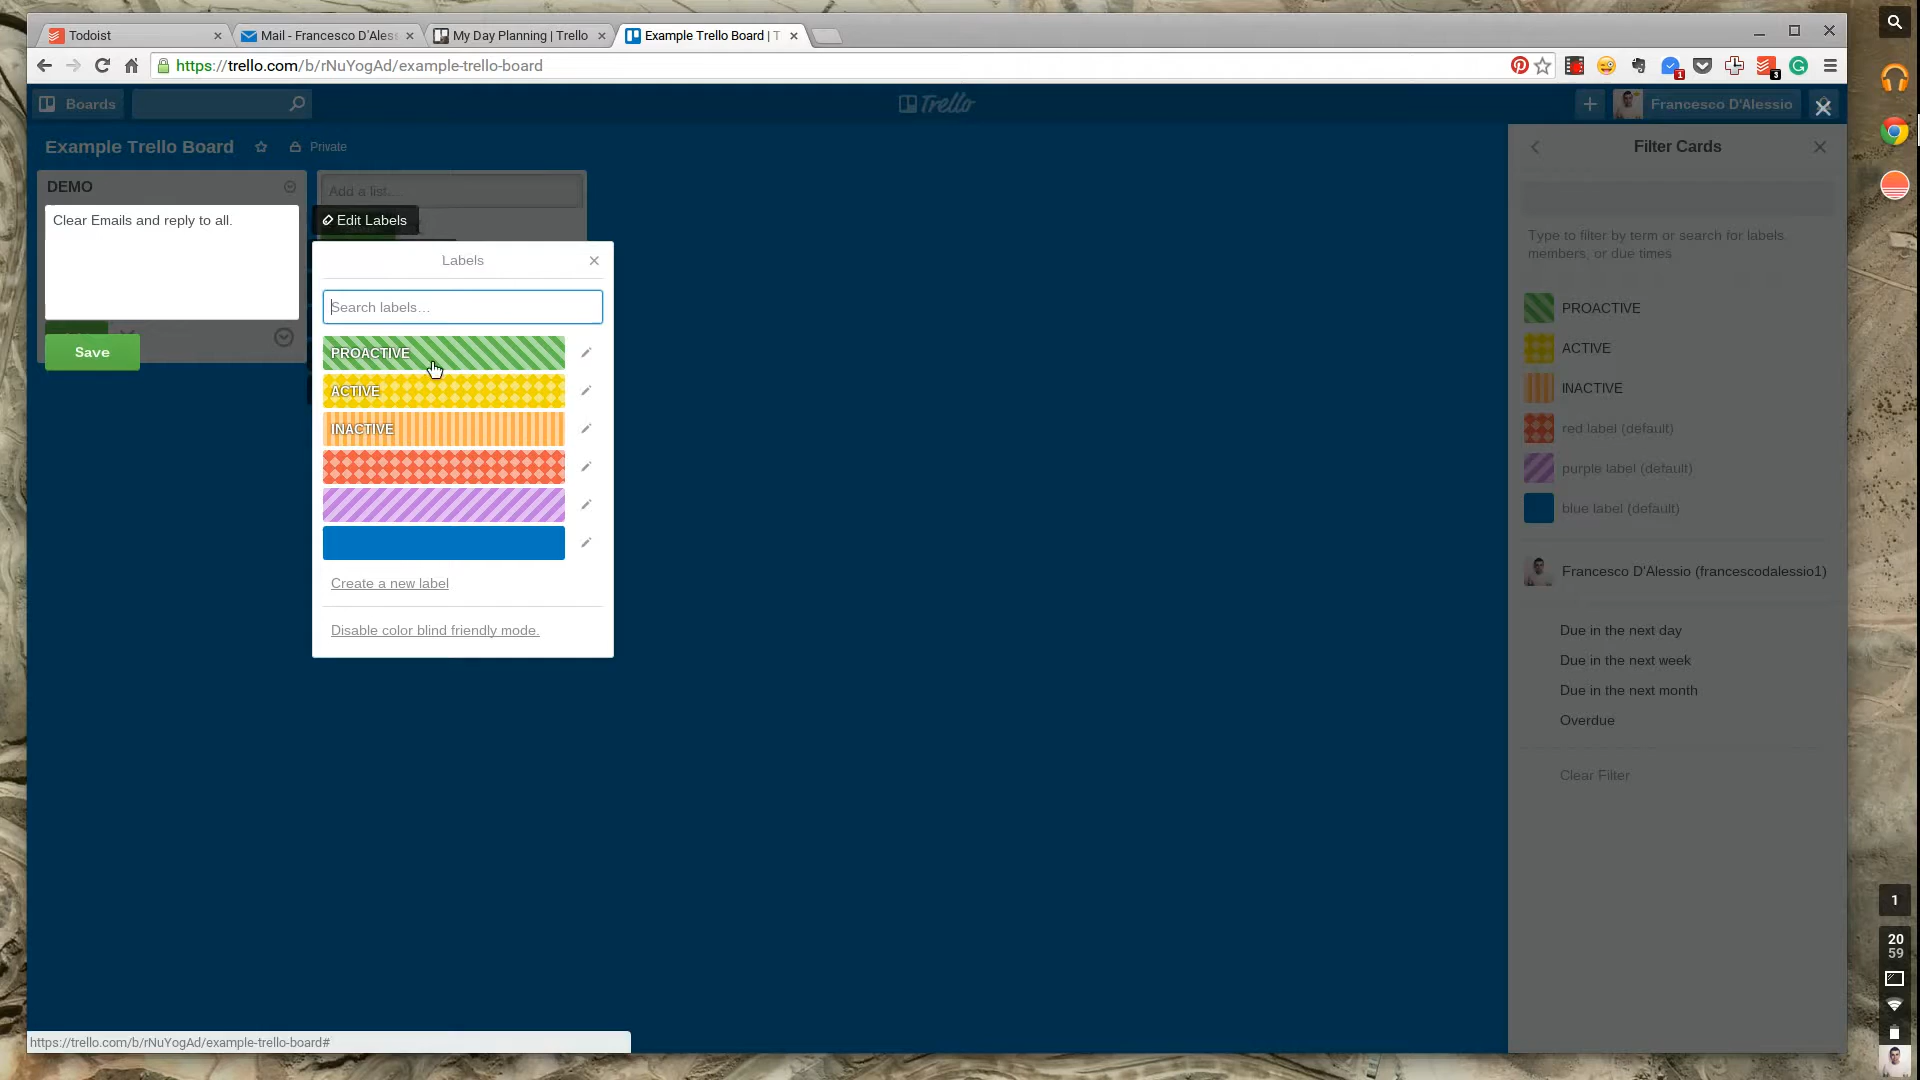 Todoist
Mail - Francesco D'Aless
My Day Planning | Trello
Example Trello Board | T
https://trello.com/b/rNuYogAd/example-trello-board
1
3
Boards
Trello
Francesco D'Alessio
Example Trello Board
Private
Filter Cards
DEMO
Add a list...
Clear Emails and reply to all.
Edit Labels
Save
Labels
Search labels...
PROACTIVE
ACTIVE
INACTIVE
Create a new label
Disable color blind friendly mode.
Type to filter by term or search for labels,
members, or due times
PROACTIVE
ACTIVE
INACTIVE
red label (default)
purple label (default)
blue label (default)
Francesco D'Alessio (francescodalessio1)
Due in the next day
Due in the next week
Due in the next month
Overdue
Clear Filter
1
20
59
https://trello.com/b/rNuYogAd/example-trello-board#